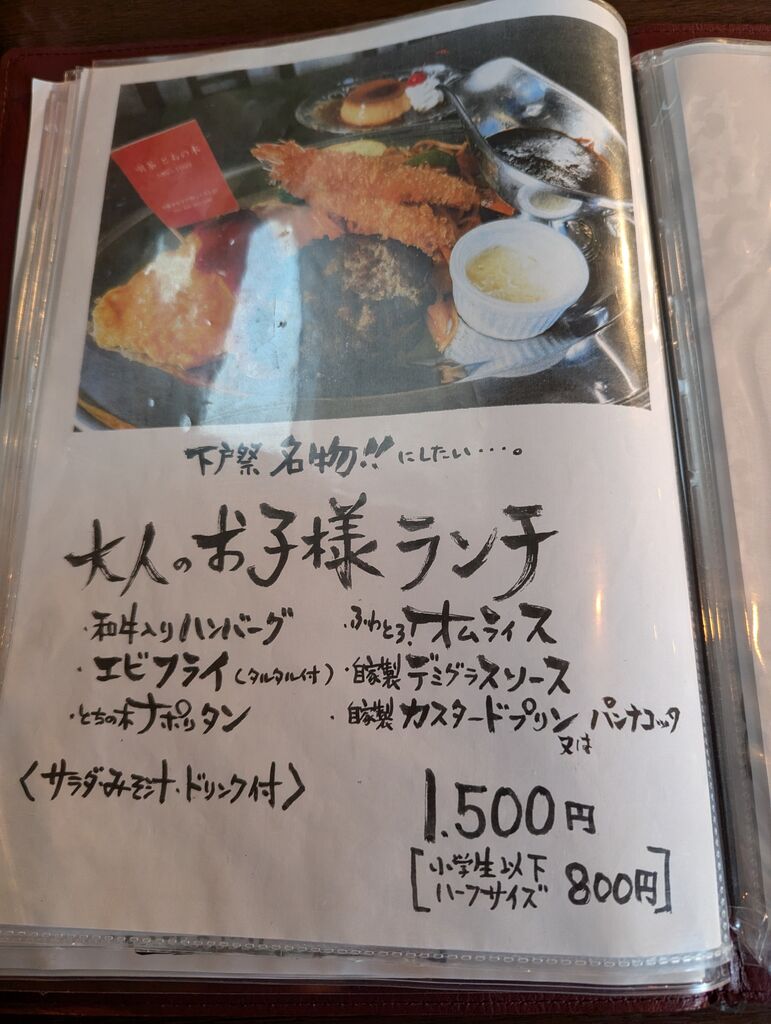 下戸祭 名物!! にしたい・・・。
大人のお子様ランチ
・和牛入りハンバーグ
・エビフライ(タルタル付)
・とちの木ナポリタン
・ふわとろ!オムライス
・自家製デミグラスソース
・自家製カスタードプリン 又は パンナコッタ
〈サラダ・みそ汁・ドリンク付〉
1.500円
[小学生以下
ハーフサイズ 800円]